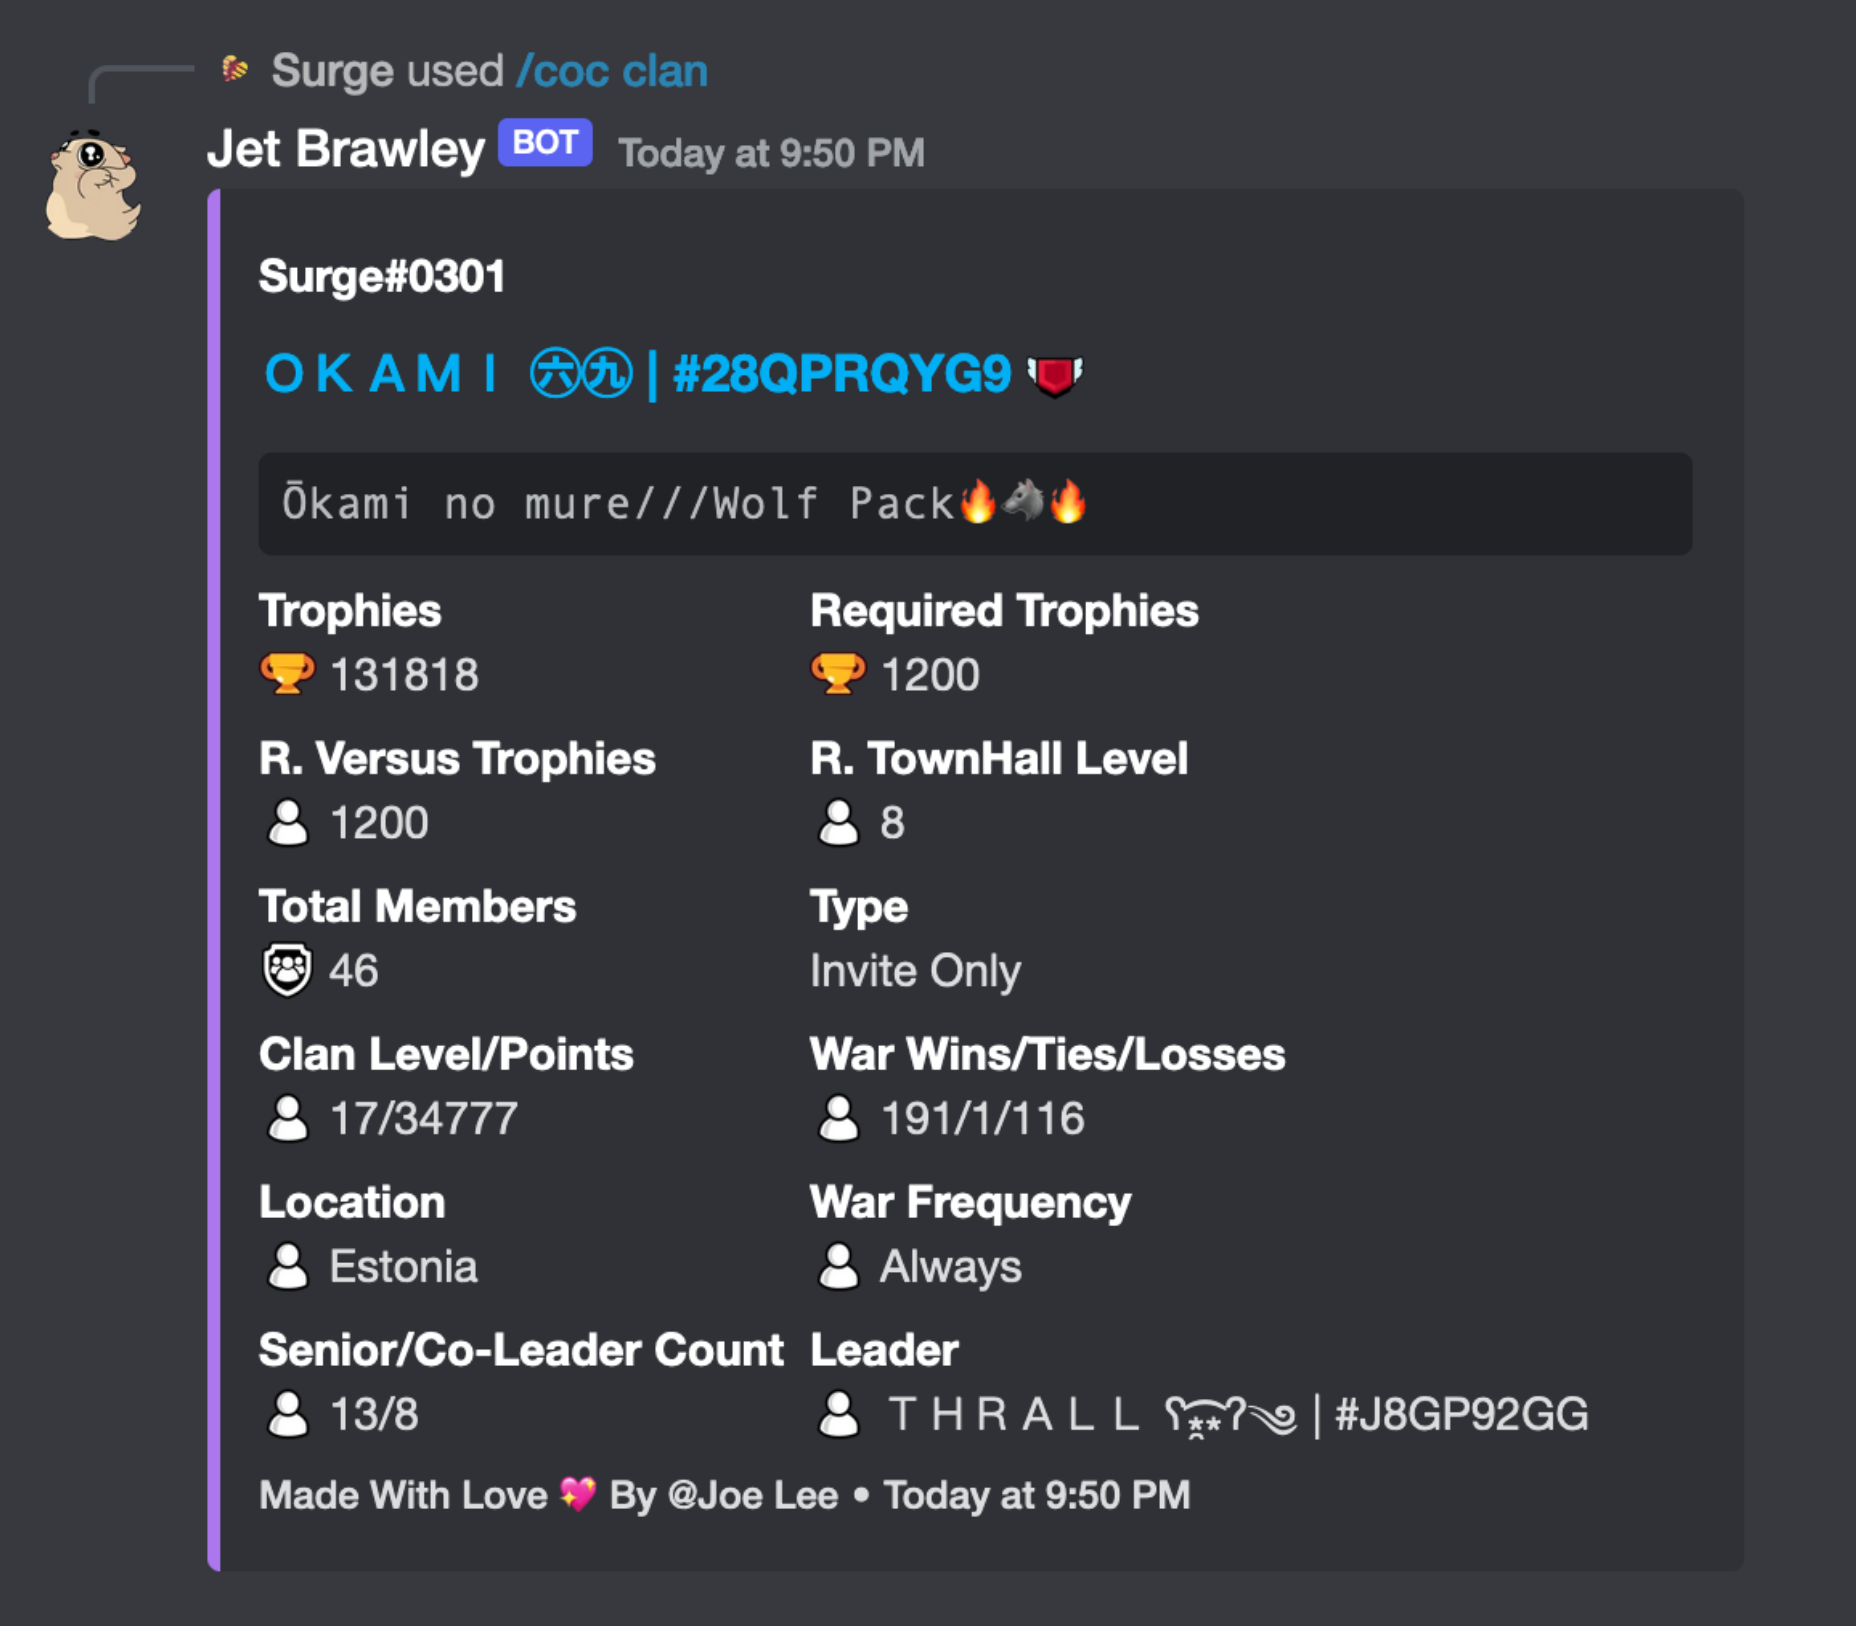 Surge used /coc clan
Jet Brawley BOT Today at 9:50 PM
Surge#0301
ＯＫＡＭＩ ㊅㊈ | #28QPRQYG9
Ōkami no mure///Wolf Pack🔥🐺🔥
Trophies Required Trophies
131818 1200
R. Versus Trophies R. TownHall Level
1200 8
Total Members Type
46 Invite Only
Clan Level/Points War Wins/Ties/Losses
17/34777 191/1/116
Location War Frequency
Estonia Always
Senior/Co-Leader Count Leader
13/8 ＴＨＲＡＬＬ | #J8GP92GG
Made With Love 💖 By @Joe Lee • Today at 9:50 PM